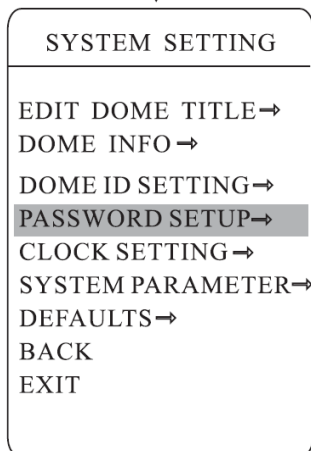 SYSTEM SETTING
EDIT DOME TITLE→
DOME INFO→
DOME ID SETTING→
PASSWORD SETUP→
CLOCK SETTING→
SYSTEM PARAMETER→
DEFAULTS→
BACK
EXIT